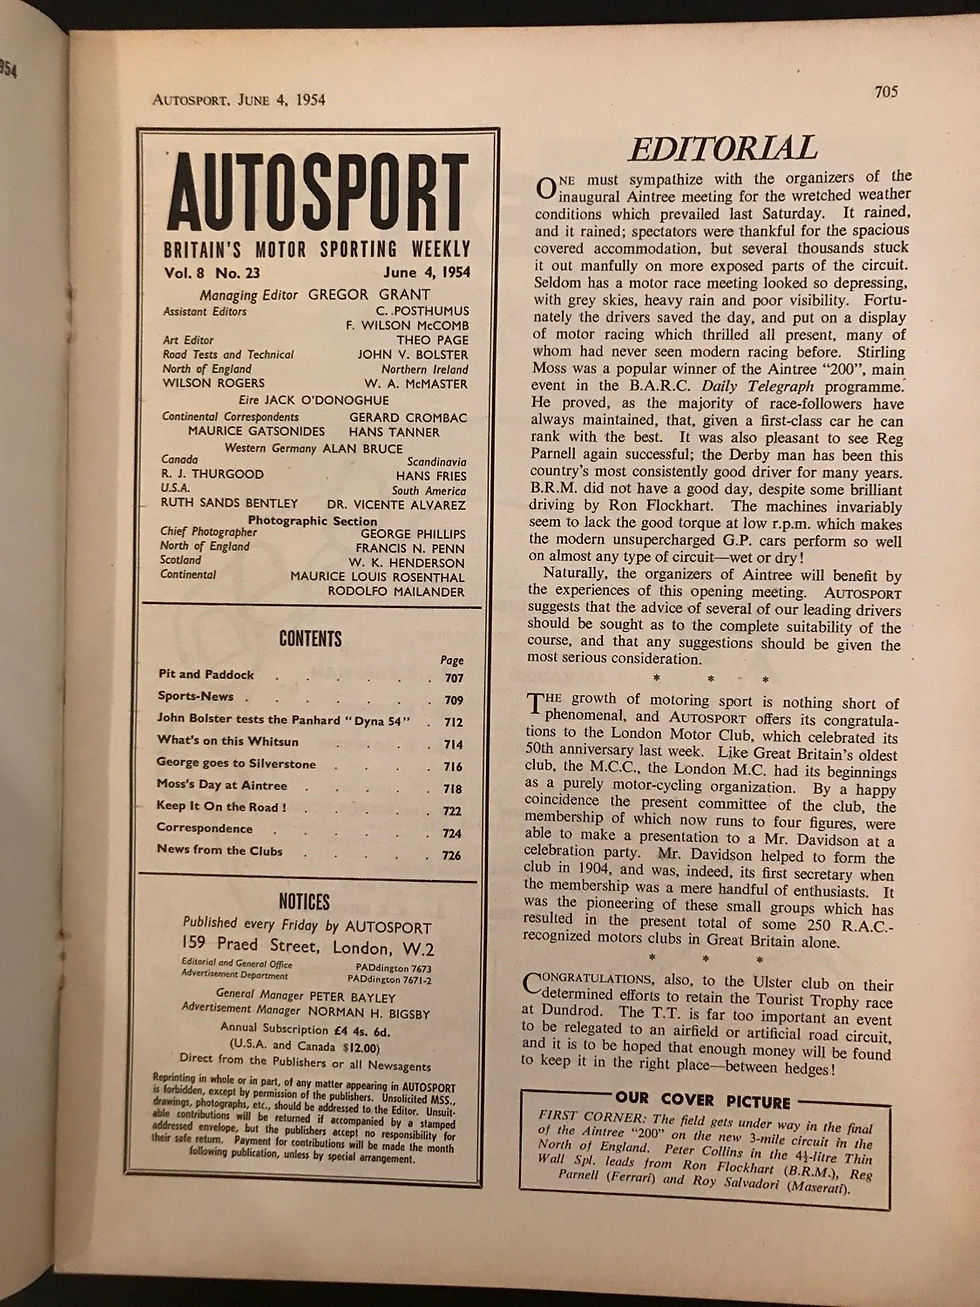 954
AUTOSPORT, JUNE 4, 1954
705
AUTOSPORT
BRITAIN'S MOTOR SPORTING WEEKLY
Vol. 8 No. 23 June 4, 1954
Managing Editor GREGOR GRANT
Assistant Editors C. POSTHUMUS
F. WILSON McCOMB
Art Editor THEO PAGE
Road Tests and Technical JOHN V. BOLSTER
North of England Northern Ireland
WILSON ROGERS W. A. McMASTER
Eire JACK O'DONOGHUE
Continental Correspondents GERARD CROMBAC
MAURICE GATSONIDES HANS TANNER
Western Germany ALAN BRUCE
Canada Scandinavia
R. J. THURGOOD HANS FRIES
U.S.A. South America
RUTH SANDS BENTLEY DR. VICENTE ALVAREZ
Photographic Section
Chief Photographer GEORGE PHILLIPS
North of England FRANCIS N. PENN
Scotland W. K. HENDERSON
Continental MAURICE LOUIS ROSENTHAL
RODOLFO MAILANDER
CONTENTS
Page
Pit and Paddock . . . . . . 707
Sports-News . . . . . . . 709
John Bolster tests the Panhard "Dyna 54" . 712
What's on this Whitsun . . . . 714
George goes to Silverstone . . . . 716
Moss's Day at Aintree . . . . . 718
Keep It On the Road ! . . . . . 722
Correspondence . . . . . . 724
News from the Clubs . . . . . 726
NOTICES
Published every Friday by AUTOSPORT
159 Praed Street, London, W.2
Editorial and General Office PADdington 7673
Advertisement Department PADdington 7671-2
General Manager PETER BAYLEY
Advertisement Manager NORMAN H. BIGSBY
Annual Subscription £4 4s. 6d.
(U.S.A. and Canada $12.00)
Direct from the Publishers or all Newsagents
Reprinting in whole or in part, of any matter appearing in AUTOSPORT
is forbidden, except by permission of the publishers. Unsolicited MSS.,
drawings, photographs, etc., should be addressed to the Editor. Unsuit-
able contributions will be returned if accompanied by a stamped
addressed envelope, but the publishers accept no responsibility for
their safe return. Payment for contributions will be made the month
following publication, unless by special arrangement.
EDITORIAL
ONE must sympathize with the organizers of the
inaugural Aintree meeting for the wretched weather
conditions which prevailed last Saturday. It rained,
and it rained; spectators were thankful for the spacious
covered accommodation, but several thousands stuck
it out manfully on more exposed parts of the circuit.
Seldom has a motor race meeting looked so depressing,
with grey skies, heavy rain and poor visibility. Fortu-
nately the drivers saved the day, and put on a display
of motor racing which thrilled all present, many of
whom had never seen modern racing before. Stirling
Moss was a popular winner of the Aintree "200", main
event in the B.A.R.C. Daily Telegraph programme.
He proved, as the majority of race-followers have
always maintained, that, given a first-class car he can
rank with the best. It was also pleasant to see Reg
Parnell again successful; the Derby man has been this
country's most consistently good driver for many years.
B.R.M. did not have a good day, despite some brilliant
driving by Ron Flockhart. The machines invariably
seem to lack the good torque at low r.p.m. which makes
the modern unsupercharged G.P. cars perform so well
on almost any type of circuit—wet or dry!
Naturally, the organizers of Aintree will benefit by
the experiences of this opening meeting. AUTOSPORT
suggests that the advice of several of our leading drivers
should be sought as to the complete suitability of the
course, and that any suggestions should be given the
most serious consideration.
* * *
THE growth of motoring sport is nothing short of
phenomenal, and AUTOSPORT offers its congratula-
tions to the London Motor Club, which celebrated its
50th anniversary last week. Like Great Britain's oldest
club, the M.C.C., the London M.C. had its beginnings
as a purely motor-cycling organization. By a happy
coincidence the present committee of the club, the
membership of which now runs to four figures, were
able to make a presentation to a Mr. Davidson at a
celebration party. Mr. Davidson helped to form the
club in 1904, and was, indeed, its first secretary when
the membership was a mere handful of enthusiasts. It
was the pioneering of these small groups which has
resulted in the present total of some 250 R.A.C.-
recognized motors clubs in Great Britain alone.
* * *
CONGRATULATIONS, also, to the Ulster club on their
determined efforts to retain the Tourist Trophy race
at Dundrod. The T.T. is far too important an event
to be relegated to an airfield or artificial road circuit,
and it is to be hoped that enough money will be found
to keep it in the right place—between hedges!
OUR COVER PICTURE
FIRST CORNER: The field gets under way in the final
of the Aintree "200" on the new 3-mile circuit in the
North of England. Peter Collins in the 4½-litre Thin
Wall Spl. leads from Ron Flockhart (B.R.M.), Reg
Parnell (Ferrari) and Roy Salvadori (Maserati).